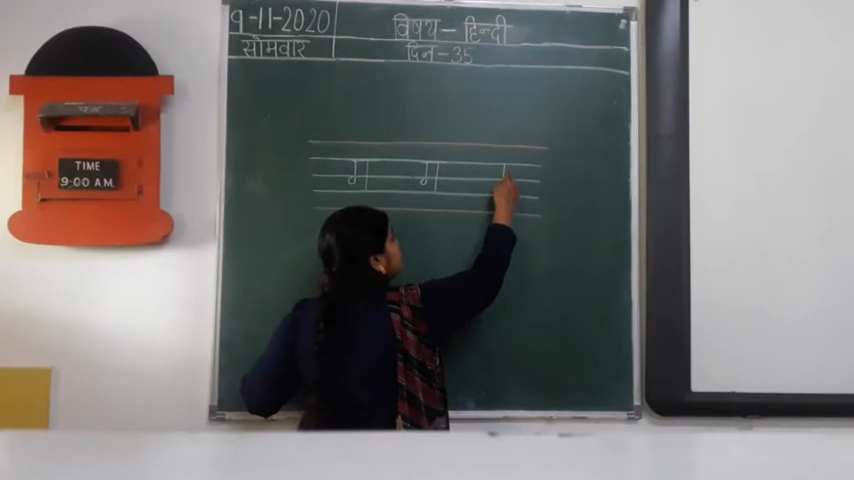 9-11-2020
विषय - हिन्दी
सोमवार
दिन - 35
TIME
9:00 A.M.
ग ग